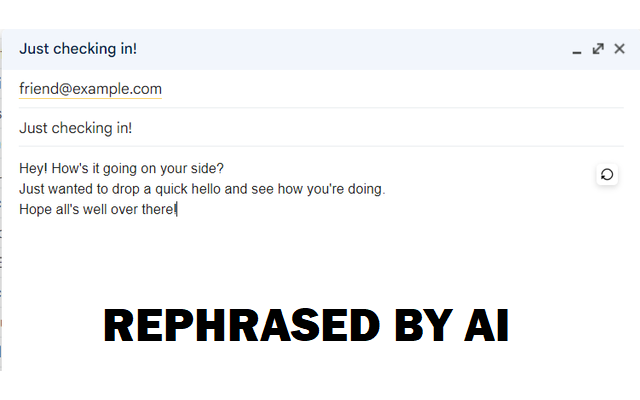 Just checking in!
friend@example.com
Just checking in!
Hey! How's it going on your side?
Just wanted to drop a quick hello and see how you're doing.
Hope all's well over there!
REPHRASED BY AI